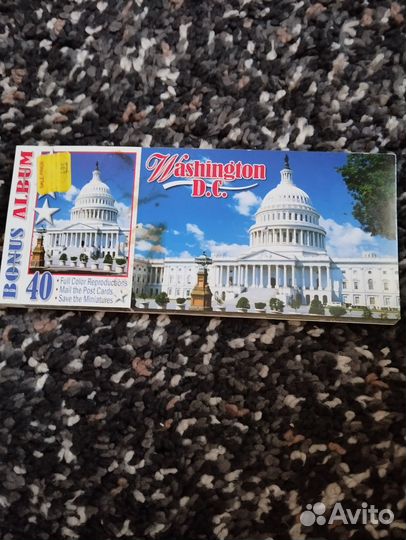 BONUS ALBUM
40
• Full Color Reproductions
• Mail the Post Cards
• Save the Miniatures
Washington
D.C.
Avito